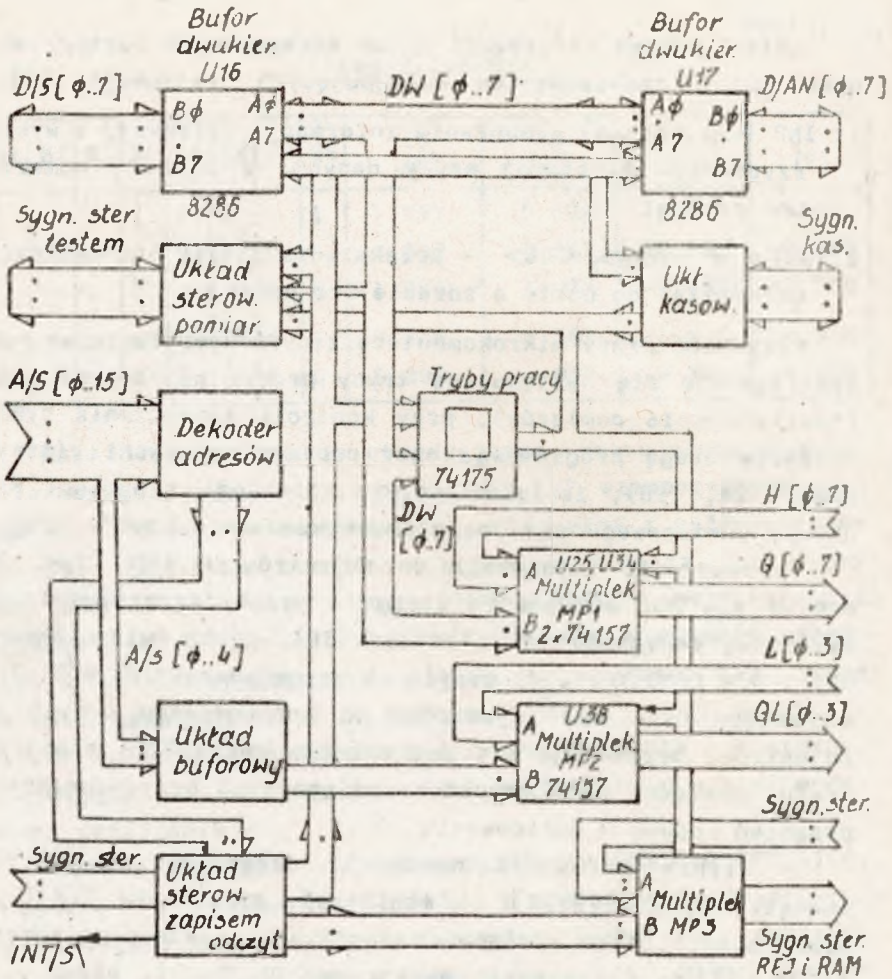 Bufor
dwukier.
U16
Bufor
dwukier.
U17
D/S[ϕ..7]
DW [ϕ..7]
D/AN[ϕ..7]
Bϕ
B7
Aϕ
A7
Aϕ
A7
Bϕ
B7
8286
8286
Sygn. ster.
testem
Układ
sterow.
pomiar.
Ukł.
kasow.
Sygn.
kas.
A/S [ϕ..15]
Dekoder
adresów
Tryby pracy
74175
DW
[ϕ..7]
H[ϕ..7]
U25,U34
A Multiplek.
MP1
B 2x74157
Q[ϕ..7]
L[ϕ..3]
A/S [ϕ..4]
Układ
buforowy
U38
A Multiplek.
MP2
B 74157
QL[ϕ..3]
Sygn.ster.
Sygn. ster.
Układ
sterow.
zapisem
odczyt
A Multiplek.
B MP3
INT/S\
Sygn. ster.
REJ i RAM